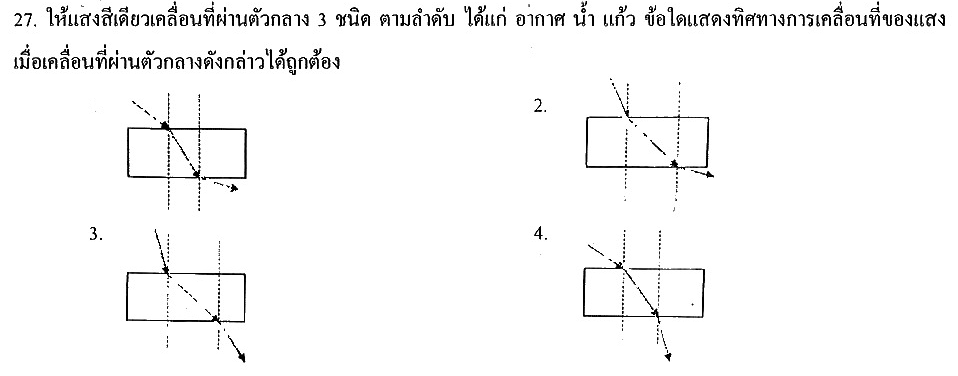 27. ให้แสงสีเดียวเคลื่อนที่ผ่านตัวกลาง 3 ชนิด ตามลำดับ ได้แก่ อากาศ น้ำ แก้ว ข้อใดแสดงทิศทางการเคลื่อนที่ของแสง
เมื่อเคลื่อนที่ผ่านตัวกลางดังกล่าวได้ถูกต้อง
2.
3.
4.